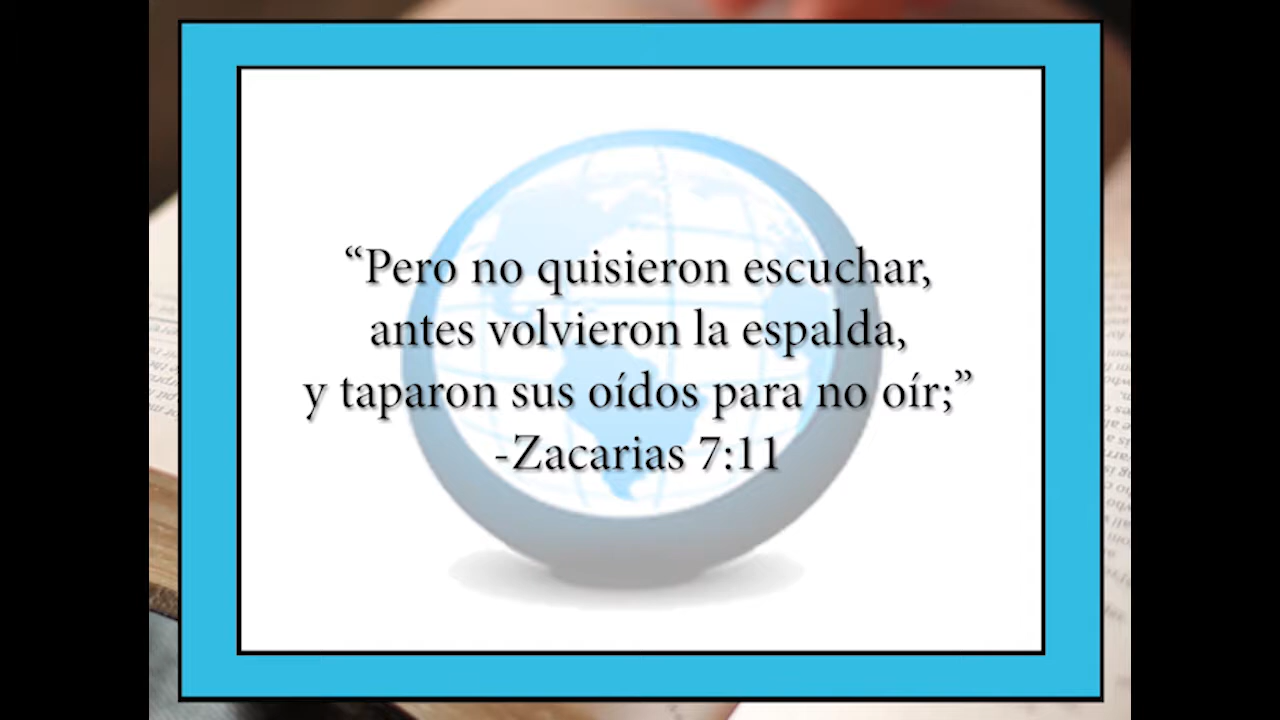 “Pero no quisieron escuchar,
antes volvieron la espalda,
y taparon sus oídos para no oír;”
-Zacarias 7:11